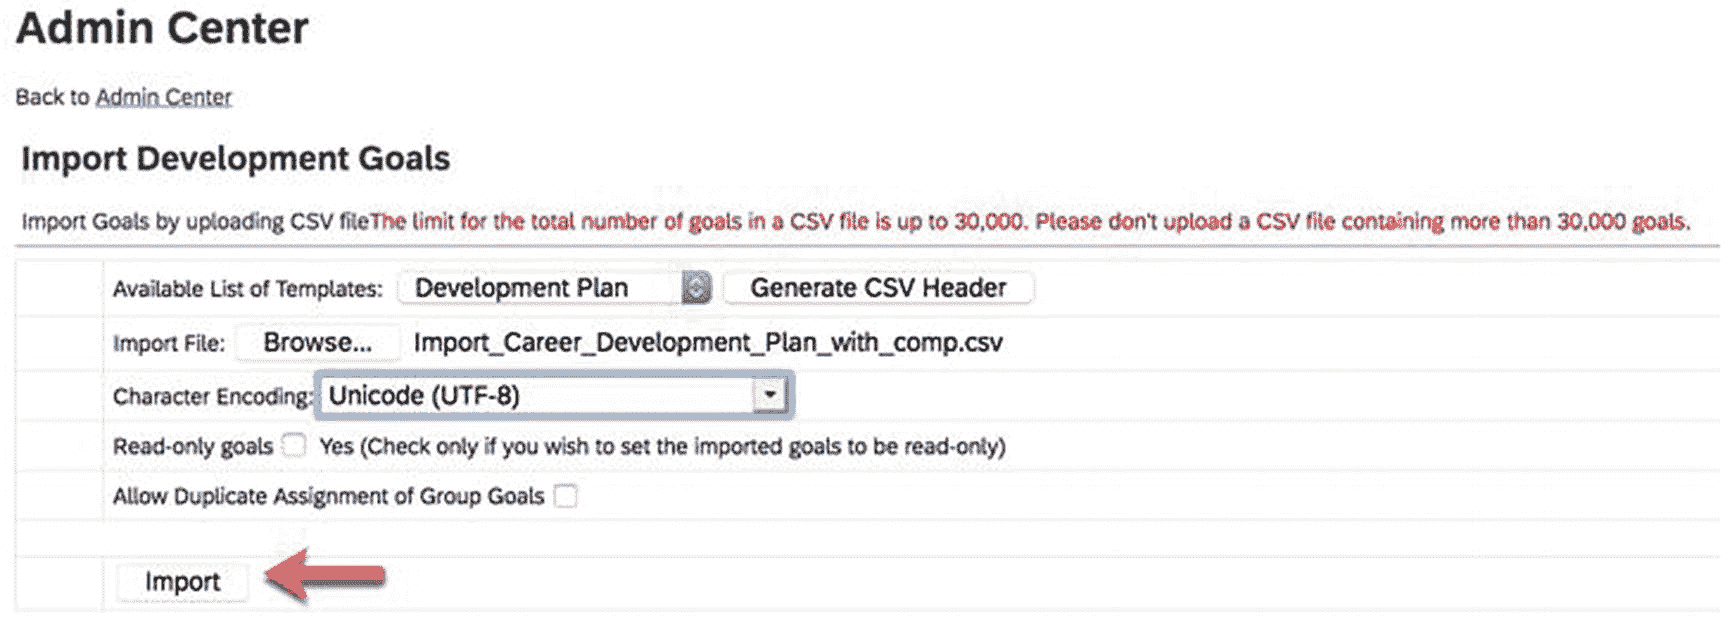 Admin Center
Back to Admin Center
Import Development Goals
Import Goals by uploading CSV fileThe limit for the total number of goals in a CSV file is up to 30,000. Please don't upload a CSV file containing more than 30,000 goals.
Available List of Templates: Development Plan Generate CSV Header
Import File: Browse... Import_Career_Development_Plan_with_comp.csv
Character Encoding: Unicode (UTF-8)
Read-only goals Yes (Check only if you wish to set the imported goals to be read-only)
Allow Duplicate Assignment of Group Goals
Import